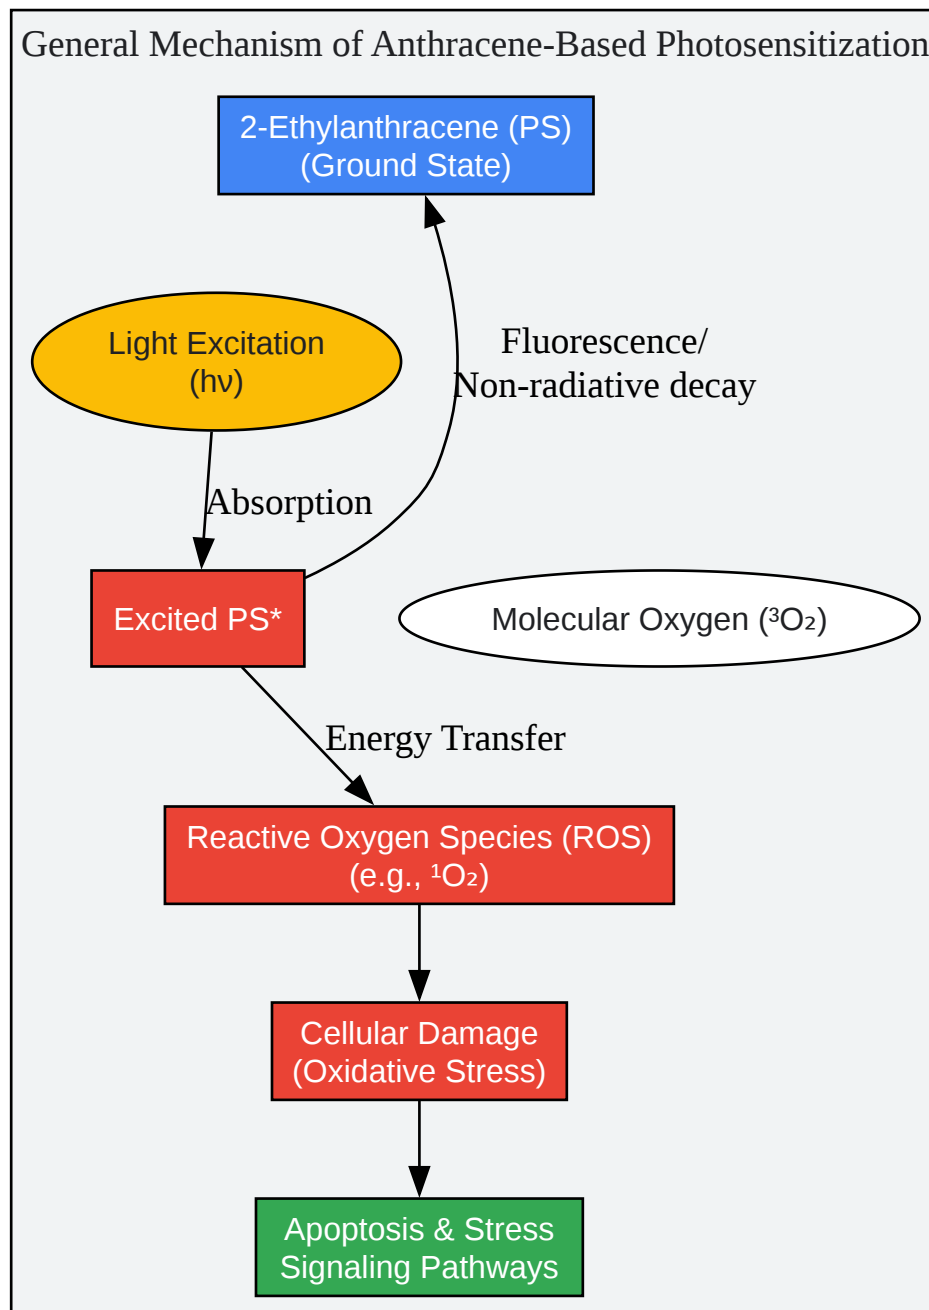 General Mechanism of Anthracene-Based Photosensitization
2-Ethylanthracene (PS)
(Ground State)
Light Excitation
(hν)
Fluorescence/
Non-radiative decay
Absorption
Excited PS*
Molecular Oxygen (³O₂)
Energy Transfer
Reactive Oxygen Species (ROS)
(e.g., ¹O₂)
Cellular Damage
(Oxidative Stress)
Apoptosis & Stress
Signaling Pathways